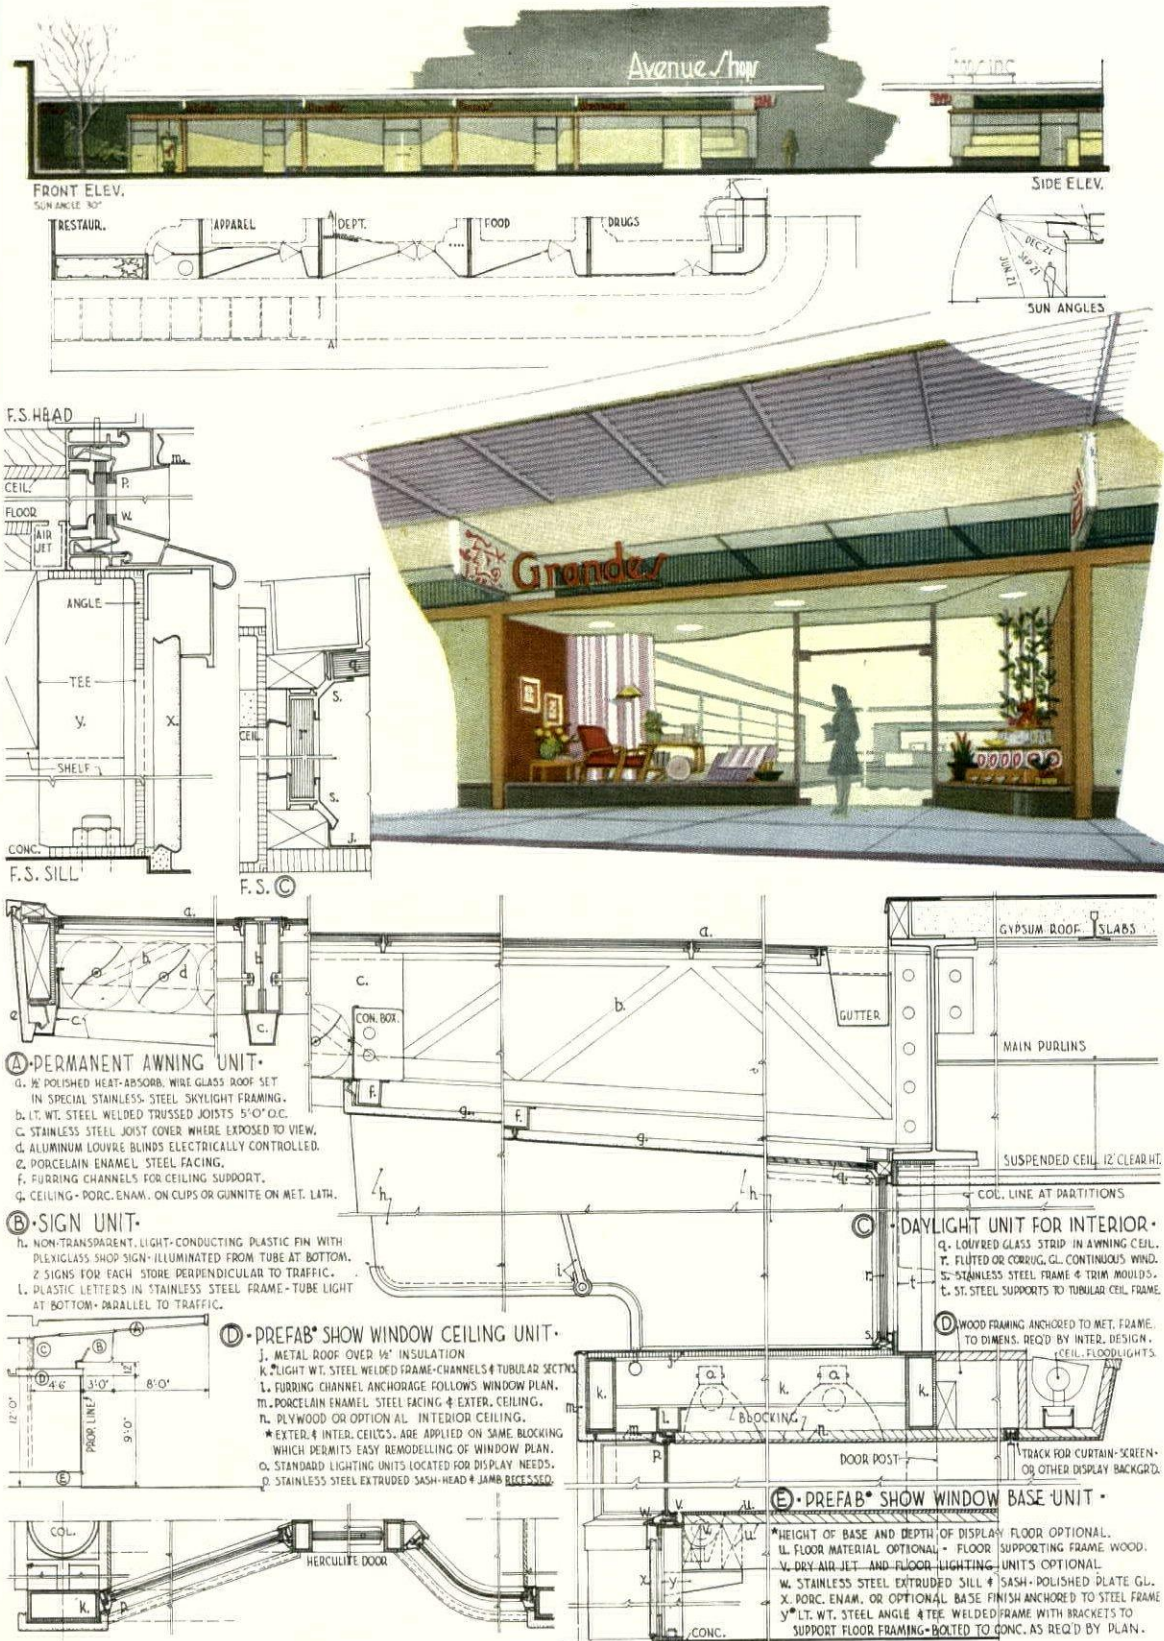 Avenue Shops
FRONT ELEV.
SUN ANGLE 30°
SIDE ELEV.
RESTAUR.
APPAREL
A
DEPT.
FOOD
DRUGS
A
DEC 21
SEP 21
JUN 21
SUN ANGLES
F.S. HEAD
m.
CEIL.
P.
FLOOR
W.
AIR
JET
ANGLE
TEE
y.
X.
SHELF
CONC.
F.S. SILL
q.
s.
CEIL.
r.
s.
j.
F.S. C
Grandes
a.
b.
d
b.
e
c.
c.
c.
CON. BOX.
f.
a.
b.
GUTTER
GYPSUM ROOF SLABS
MAIN PURLINS
f.
g.
g.
SUSPENDED CEIL. 12' CLEAR HT.
q.
s.
COL. LINE AT PARTITIONS
h
h
i
r.
t
s.
A · PERMANENT AWNING UNIT ·
a. ½" POLISHED HEAT-ABSORB. WIRE GLASS ROOF SET
IN SPECIAL STAINLESS STEEL SKYLIGHT FRAMING.
b. LT. WT. STEEL WELDED TRUSSED JOISTS 5'-0" O.C.
c. STAINLESS STEEL JOIST COVER WHERE EXPOSED TO VIEW.
d. ALUMINUM LOUVRE BLINDS ELECTRICALLY CONTROLLED.
e. PORCELAIN ENAMEL STEEL FACING.
f. FURRING CHANNELS FOR CEILING SUPPORT.
g. CEILING - PORC. ENAM. ON CLIPS OR GUNNITE ON MET. LATH.
B · SIGN UNIT ·
h. NON-TRANSPARENT, LIGHT-CONDUCTING PLASTIC FIN WITH
PLEXIGLASS SHOP SIGN - ILLUMINATED FROM TUBE AT BOTTOM.
2 SIGNS FOR EACH STORE PERPENDICULAR TO TRAFFIC.
i. PLASTIC LETTERS IN STAINLESS STEEL FRAME - TUBE LIGHT
AT BOTTOM - PARALLEL TO TRAFFIC.
C · DAYLIGHT UNIT FOR INTERIOR ·
q. LOUVRED GLASS STRIP IN AWNING CEIL.
r. FLUTED OR CORRUG. GL. CONTINUOUS WIND.
s. STAINLESS STEEL FRAME & TRIM MOULDS.
t. ST. STEEL SUPPORTS TO TUBULAR CEIL. FRAME.
D WOOD FRAMING ANCHORED TO MET. FRAME.
TO DIMENS. REQ'D BY INTER. DESIGN.
CEIL. FLOODLIGHTS.
A
C
B
D
4'6"
3'-0"
8'-0"
12"
12'-0"
PROP. LINE
9'-0"
E
D · PREFAB* SHOW WINDOW CEILING UNIT ·
j. METAL ROOF OVER ½" INSULATION
k.* LIGHT WT. STEEL WELDED FRAME-CHANNELS & TUBULAR SECTNS
l. FURRING CHANNEL ANCHORAGE FOLLOWS WINDOW PLAN.
m. PORCELAIN ENAMEL STEEL FACING & EXTER. CEILING.
n. PLYWOOD OR OPTIONAL INTERIOR CEILING.
* EXTER. & INTER. CEIL'GS. ARE APPLIED ON SAME BLOCKING
WHICH PERMITS EASY REMODELLING OF WINDOW PLAN.
o. STANDARD LIGHTING UNITS LOCATED FOR DISPLAY NEEDS.
p. STAINLESS STEEL EXTRUDED SASH-HEAD & JAMB RECESSED.
j.
k.
o.
k.
o.
k.
m
l.
BLOCKING
m
n.
P.
DOOR POST
TRACK FOR CURTAIN-SCREEN-
OR OTHER DISPLAY BACKGR'D.
W
V.
u.
u.
x
y
CONC.
COL.
k.
p.
HERCULITE DOOR
E · PREFAB* SHOW WINDOW BASE UNIT ·
* HEIGHT OF BASE AND DEPTH OF DISPLAY FLOOR OPTIONAL.
u. FLOOR MATERIAL OPTIONAL - FLOOR SUPPORTING FRAME WOOD.
v. DRY AIR JET AND FLOOR LIGHTING UNITS OPTIONAL
w. STAINLESS STEEL EXTRUDED SILL & SASH - POLISHED PLATE GL.
x. PORC. ENAM. OR OPTIONAL BASE FINISH ANCHORED TO STEEL FRAME
y* LT. WT. STEEL ANGLE & TEE WELDED FRAME WITH BRACKETS TO
SUPPORT FLOOR FRAMING - BOLTED TO CONC. AS REQ'D BY PLAN.